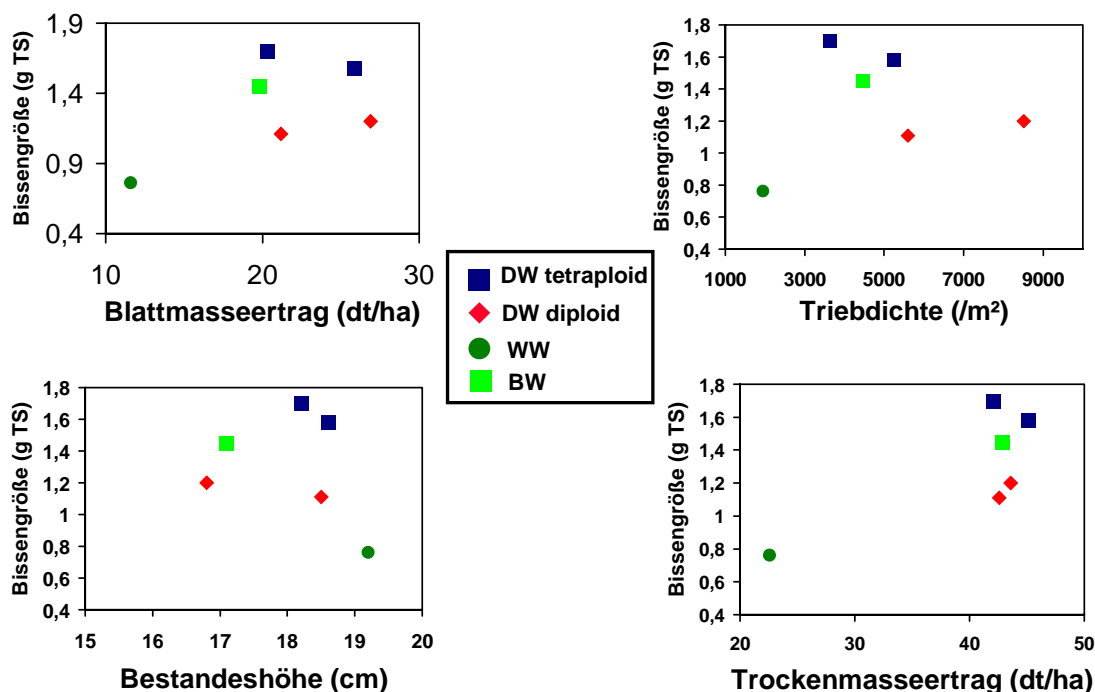 Bissengröße (g TS)
1,9
1,4
0,9
0,4
10 20 30
Blattmasseertrag (dt/ha)
Bissengröße (g TS)
1,8
1,6
1,4
1,2
1
0,8
0,6
0,4
1000 3000 5000 7000 9000
Triebdichte (/m²)
DW tetraploid
DW diploid
WW
BW
Bissengröße (g TS)
1,8
1,6
1,4
1,2
1
0,8
0,6
0,4
15 16 17 18 19 20
Bestandeshöhe (cm)
Bissengröße (g TS)
1,8
1,6
1,4
1,2
1
0,8
0,6
0,4
20 30 40 50
Trockenmasseertrag (dt/ha)